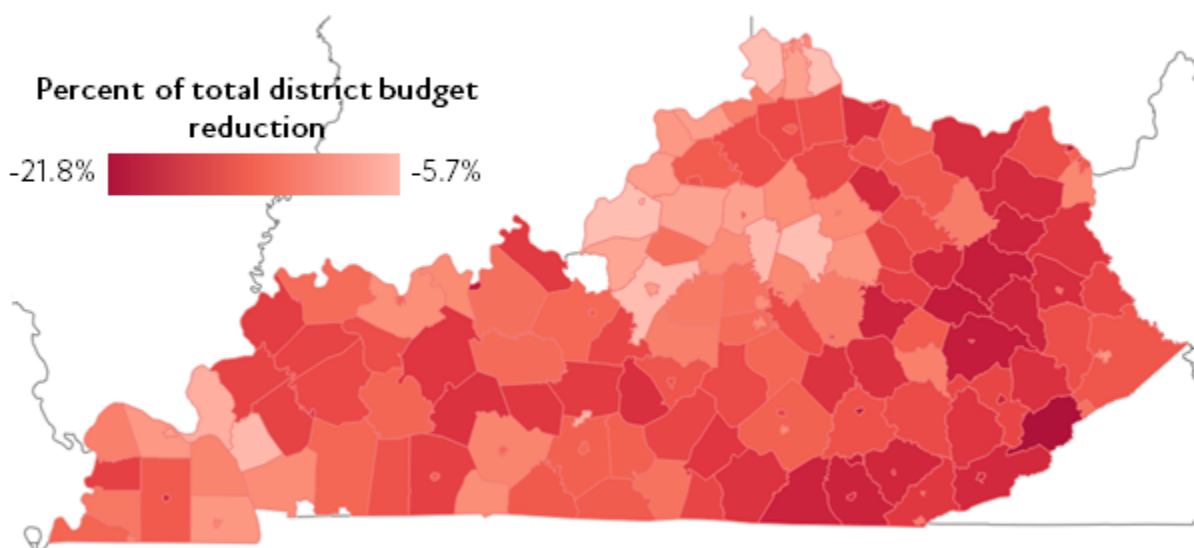 Percent of total district budget
reduction
-21.8% -5.7%